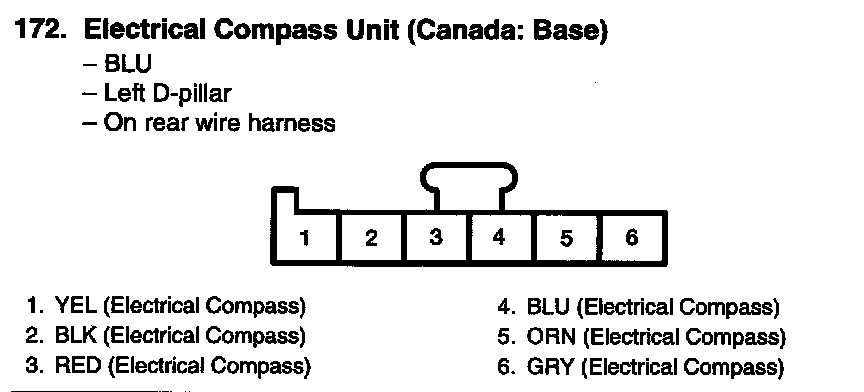 172. Electrical Compass Unit (Canada: Base)
– BLU
– Left D-pillar
– On rear wire harness
1 2 3 4 5 6
1. YEL (Electrical Compass)
2. BLK (Electrical Compass)
3. RED (Electrical Compass)
4. BLU (Electrical Compass)
5. ORN (Electrical Compass)
6. GRY (Electrical Compass)